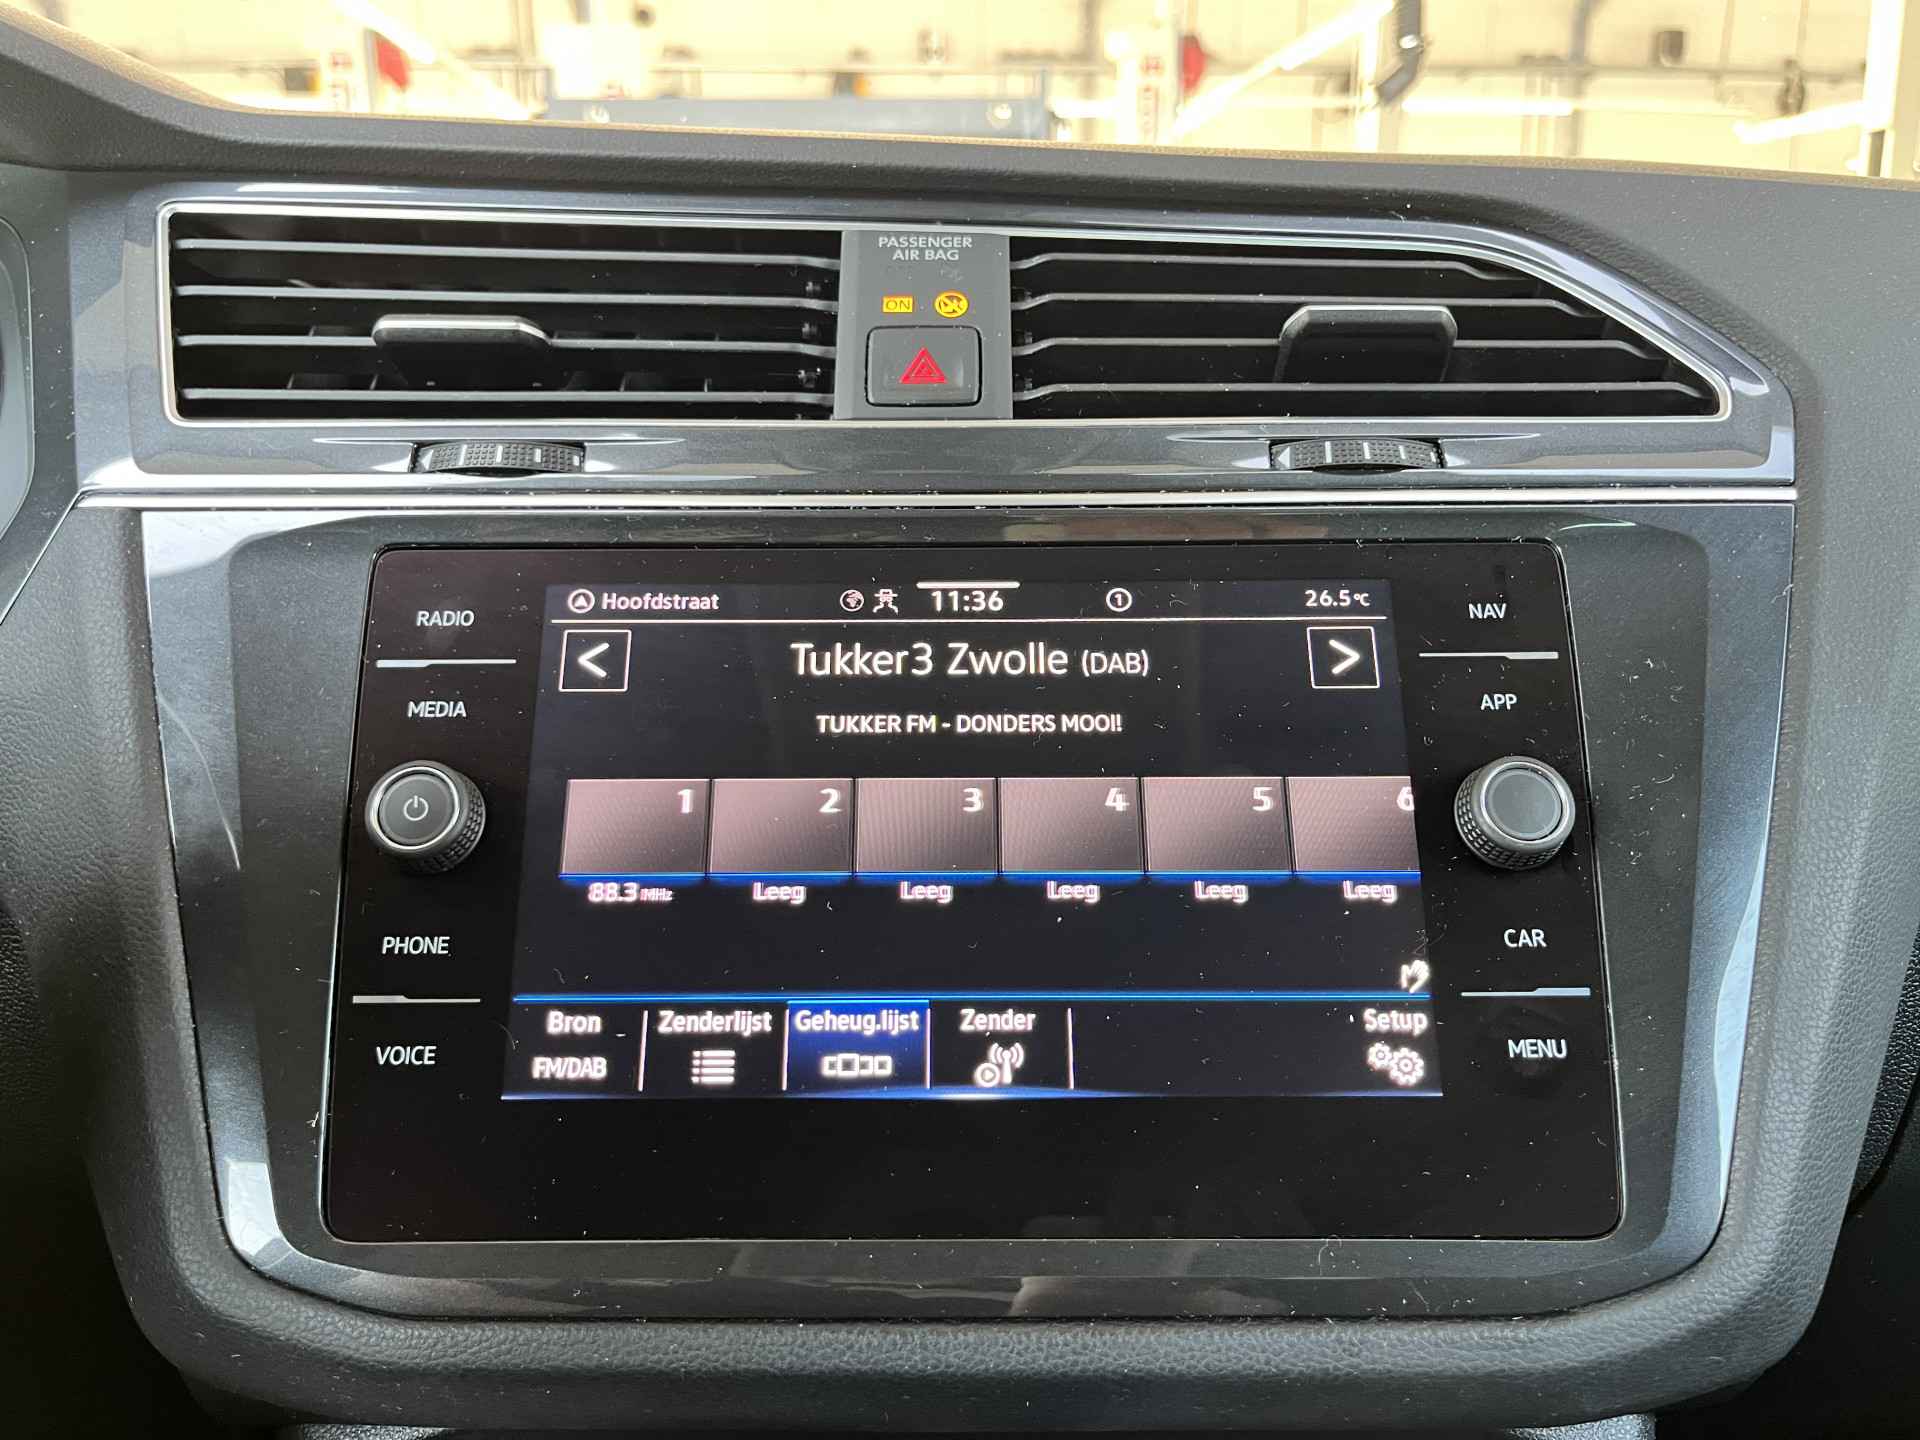 PASSENGER
AIR BAG
ON
RADIO
MEDIA
PHONE
VOICE
Hoofdstraat
11:36
1
26.5°C
<
Tukker3 Zwolle (DAB)
>
TUKKER FM - DONDERS MOOI!
1 2 3 4 5 6
88.3 MHz Leeg Leeg Leeg Leeg Leeg
Bron Zenderlijst Geheug.lijst Zender Setup
FM/DAB
NAV
APP
CAR
MENU